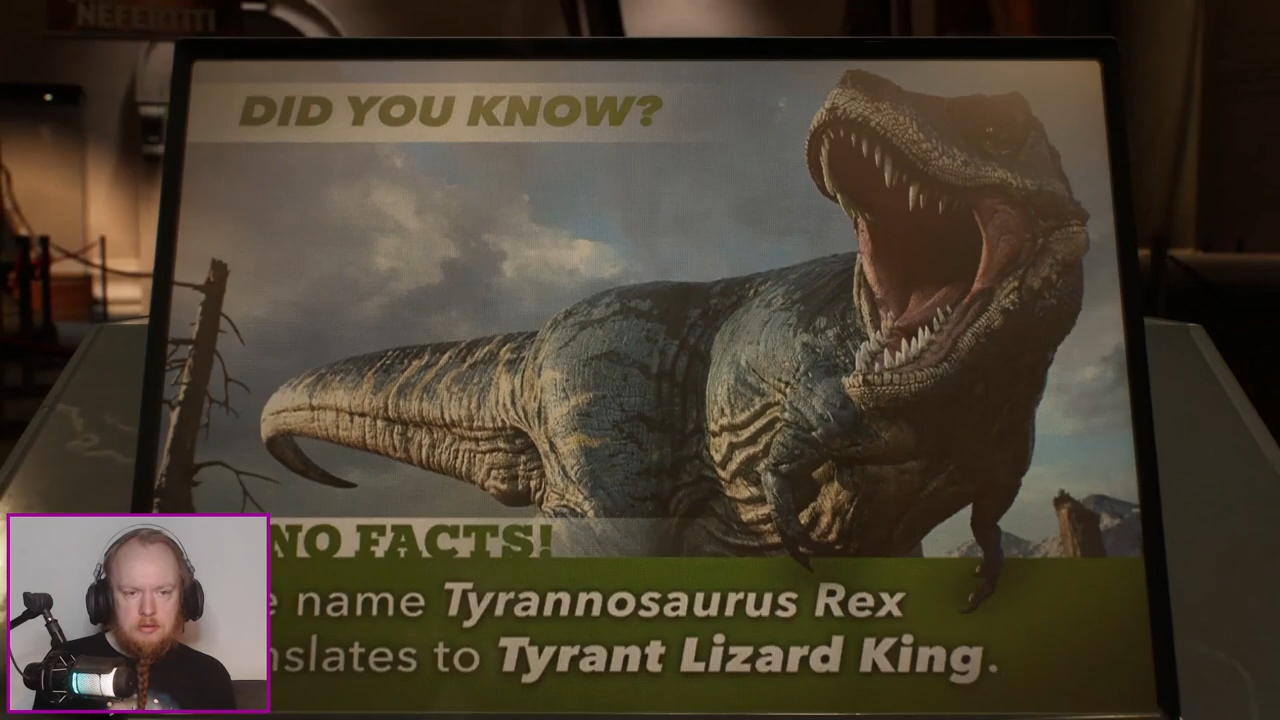 NEFERTITI
DID YOU KNOW?
NO FACTS!
e name Tyrannosaurus Rex
nslates to Tyrant Lizard King.